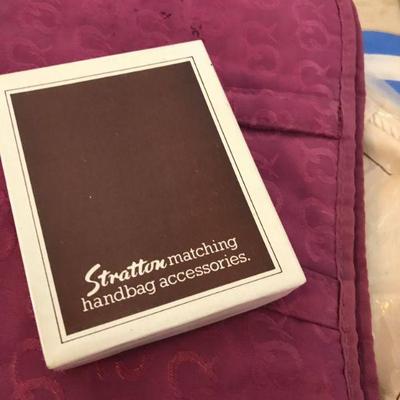 Stratton matching
handbag accessories.